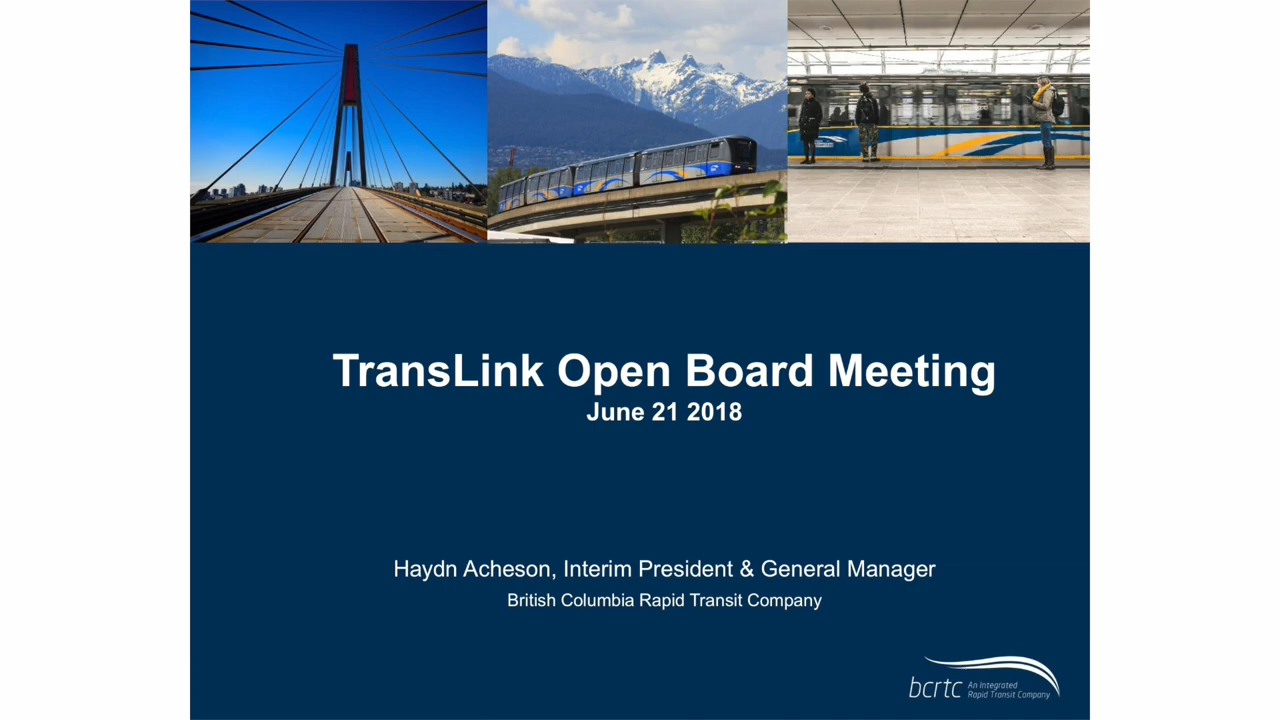 TransLink Open Board Meeting
June 21 2018
Haydn Acheson, Interim President & General Manager
British Columbia Rapid Transit Company
bcrtc An Integrated
Rapid Transit Company